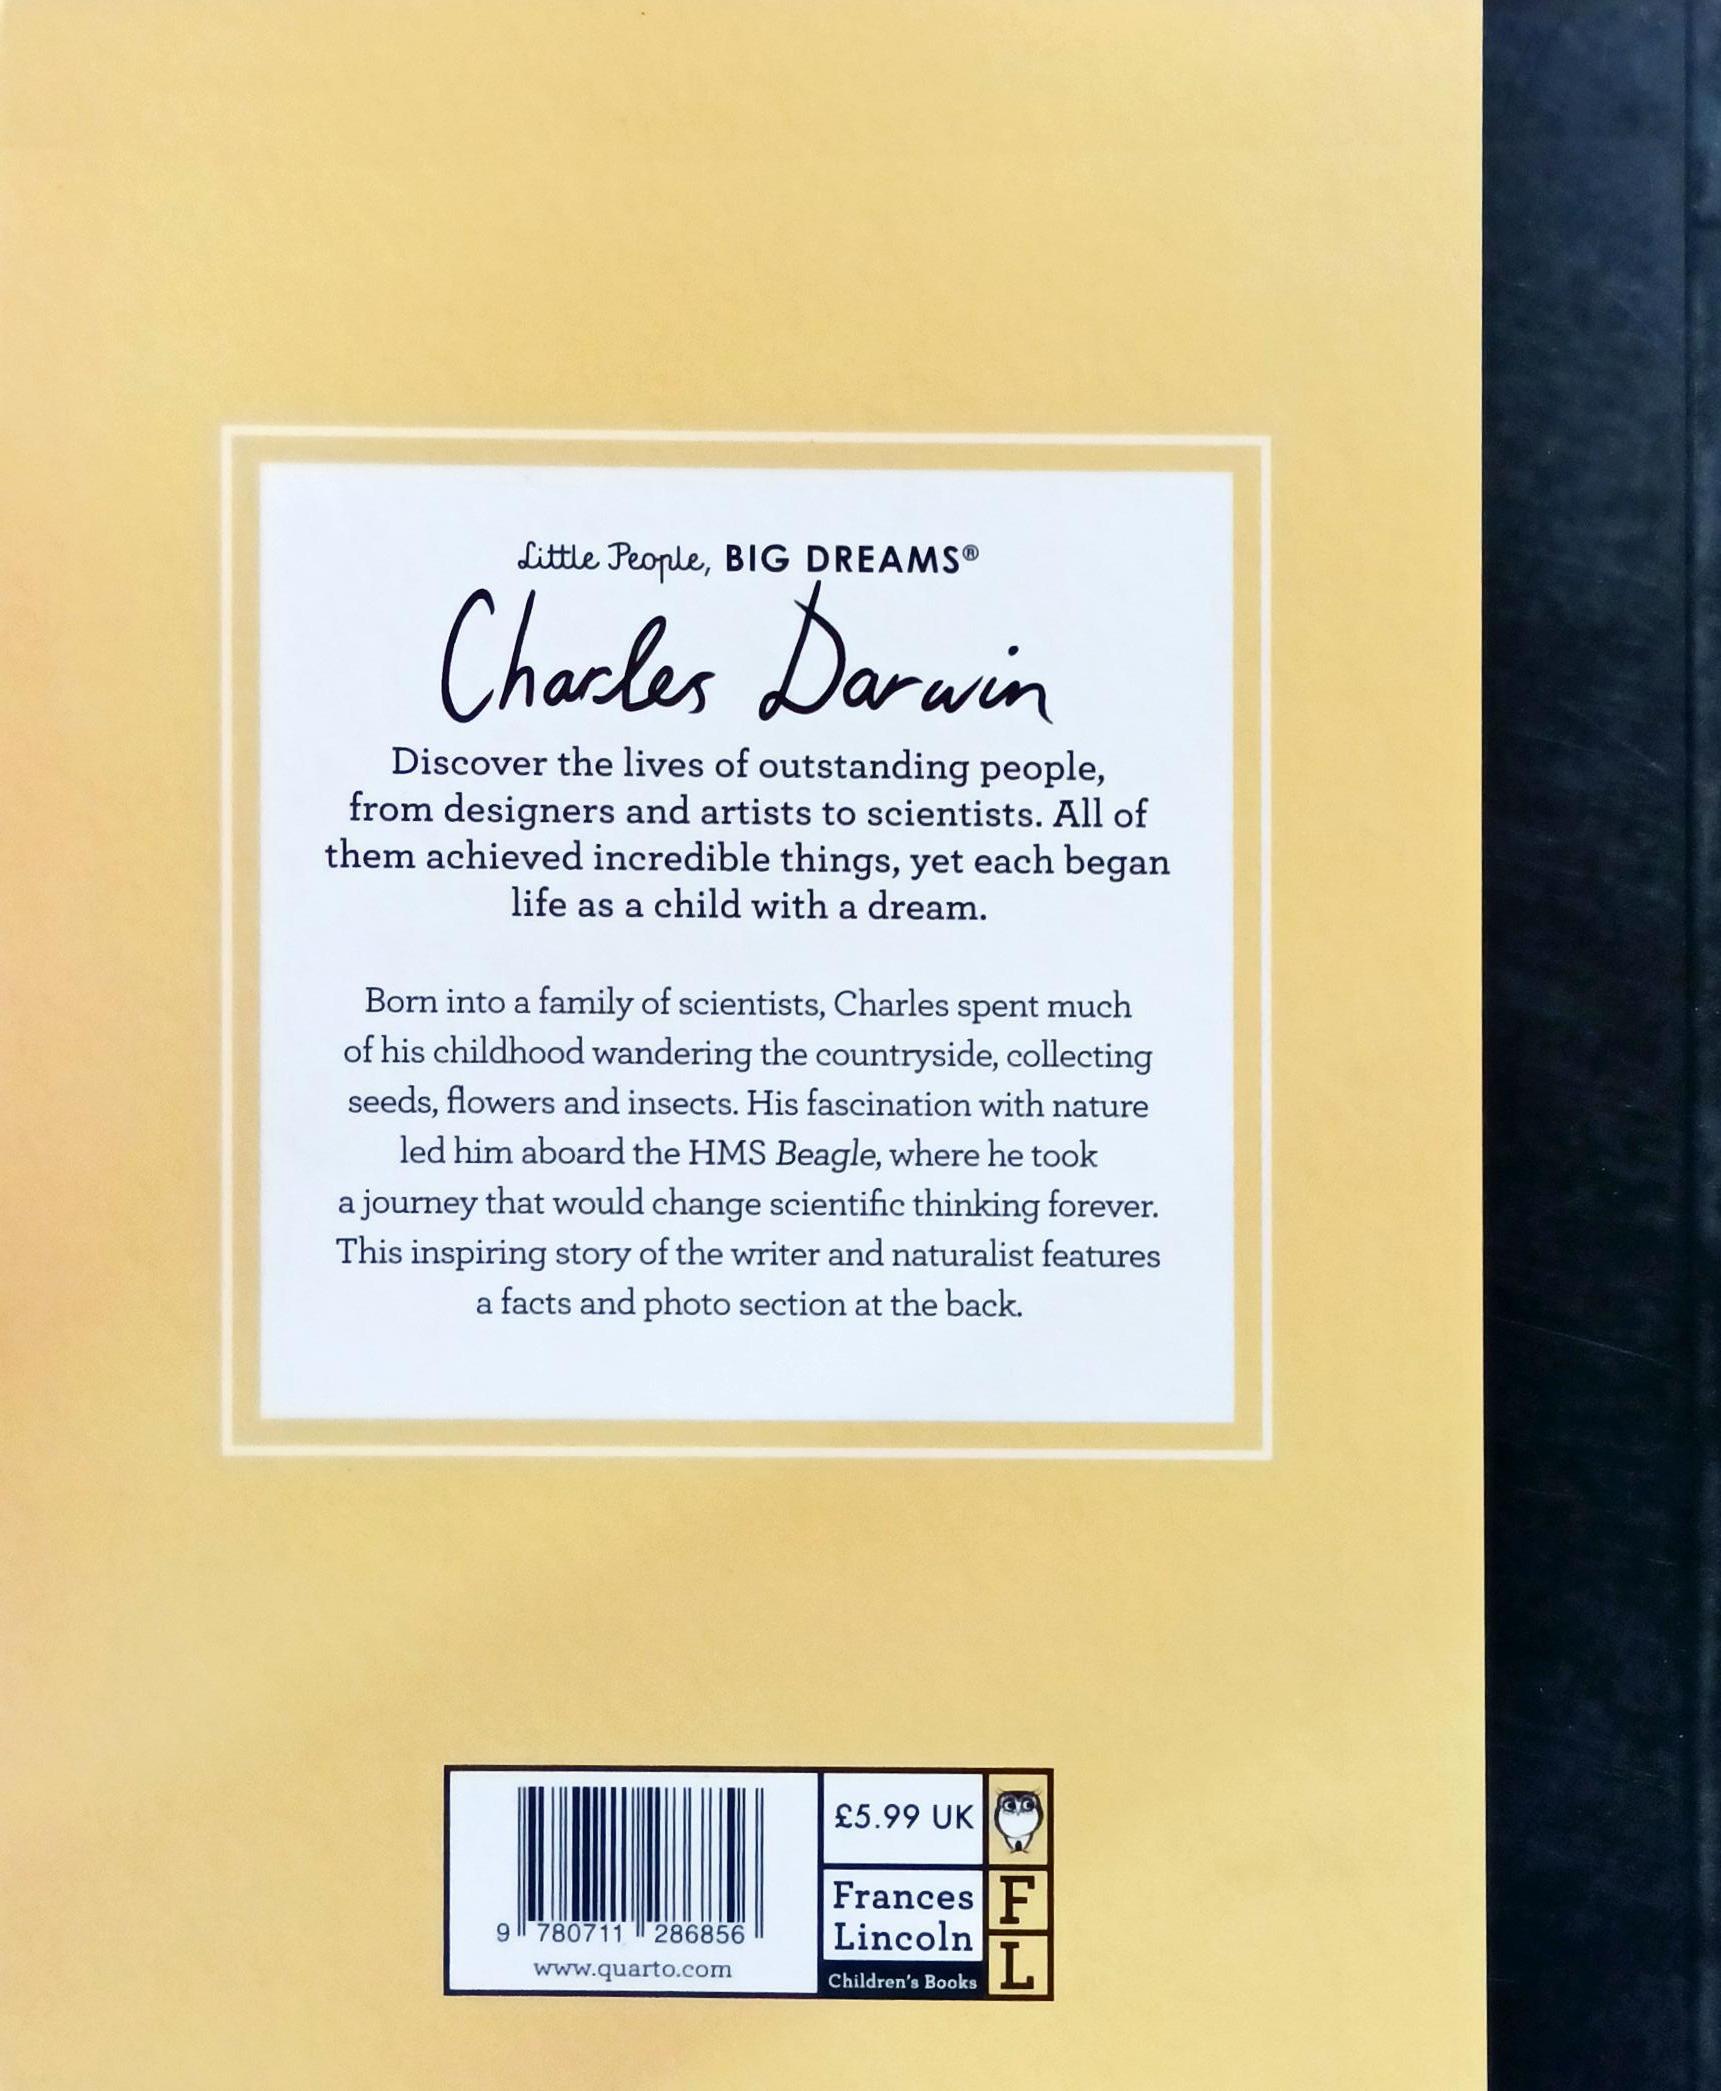 Little People, BIG DREAMS®
Charles Darwin
Discover the lives of outstanding people,
from designers and artists to scientists. All of
them achieved incredible things, yet each began
life as a child with a dream.
Born into a family of scientists, Charles spent much
of his childhood wandering the countryside, collecting
seeds, flowers and insects. His fascination with nature
led him aboard the HMS Beagle, where he took
a journey that would change scientific thinking forever.
This inspiring story of the writer and naturalist features
a facts and photo section at the back.
9 780711 286856
www.quarto.com
£5.99 UK
Frances
Lincoln
Children's Books
F
L